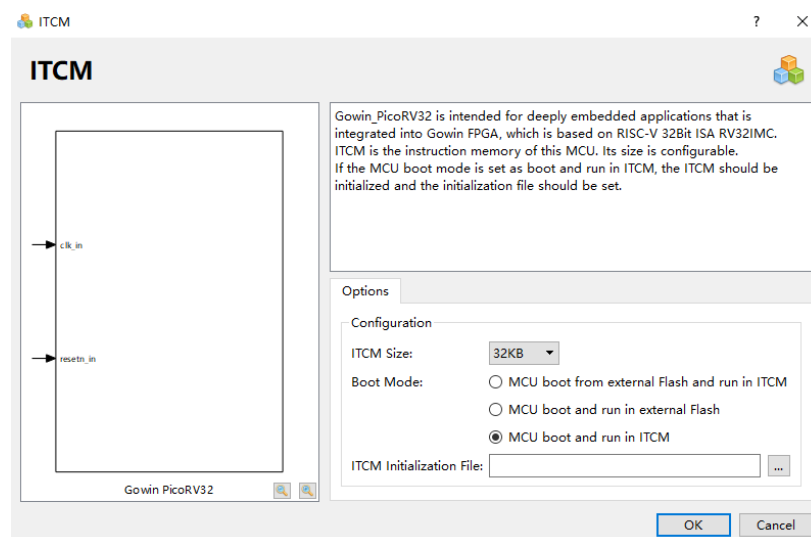 ITCM
?
ITCM
clk_in
resetn_in
Gowin PicoRV32
Gowin_PicoRV32 is intended for deeply embedded applications that is
integrated into Gowin FPGA, which is based on RISC-V 32Bit ISA RV32IMC.
ITCM is the instruction memory of this MCU. Its size is configurable.
If the MCU boot mode is set as boot and run in ITCM, the ITCM should be
initialized and the initialization file should be set.
Options
Configuration
ITCM Size: 32KB
Boot Mode: MCU boot from external Flash and run in ITCM
MCU boot and run in external Flash
MCU boot and run in ITCM
ITCM Initialization File: ...
OK Cancel